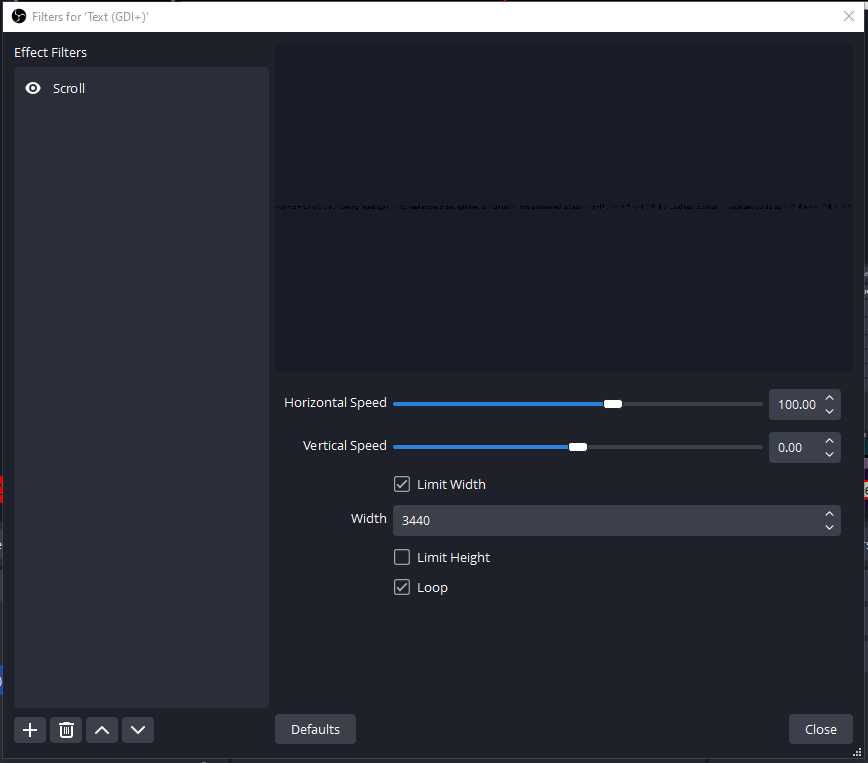 Filters for 'Text (GDI+)'
Effect Filters
Scroll
Horizontal Speed
100.00
Vertical Speed
0.00
Limit Width
Width
3440
Limit Height
Loop
Defaults
Close